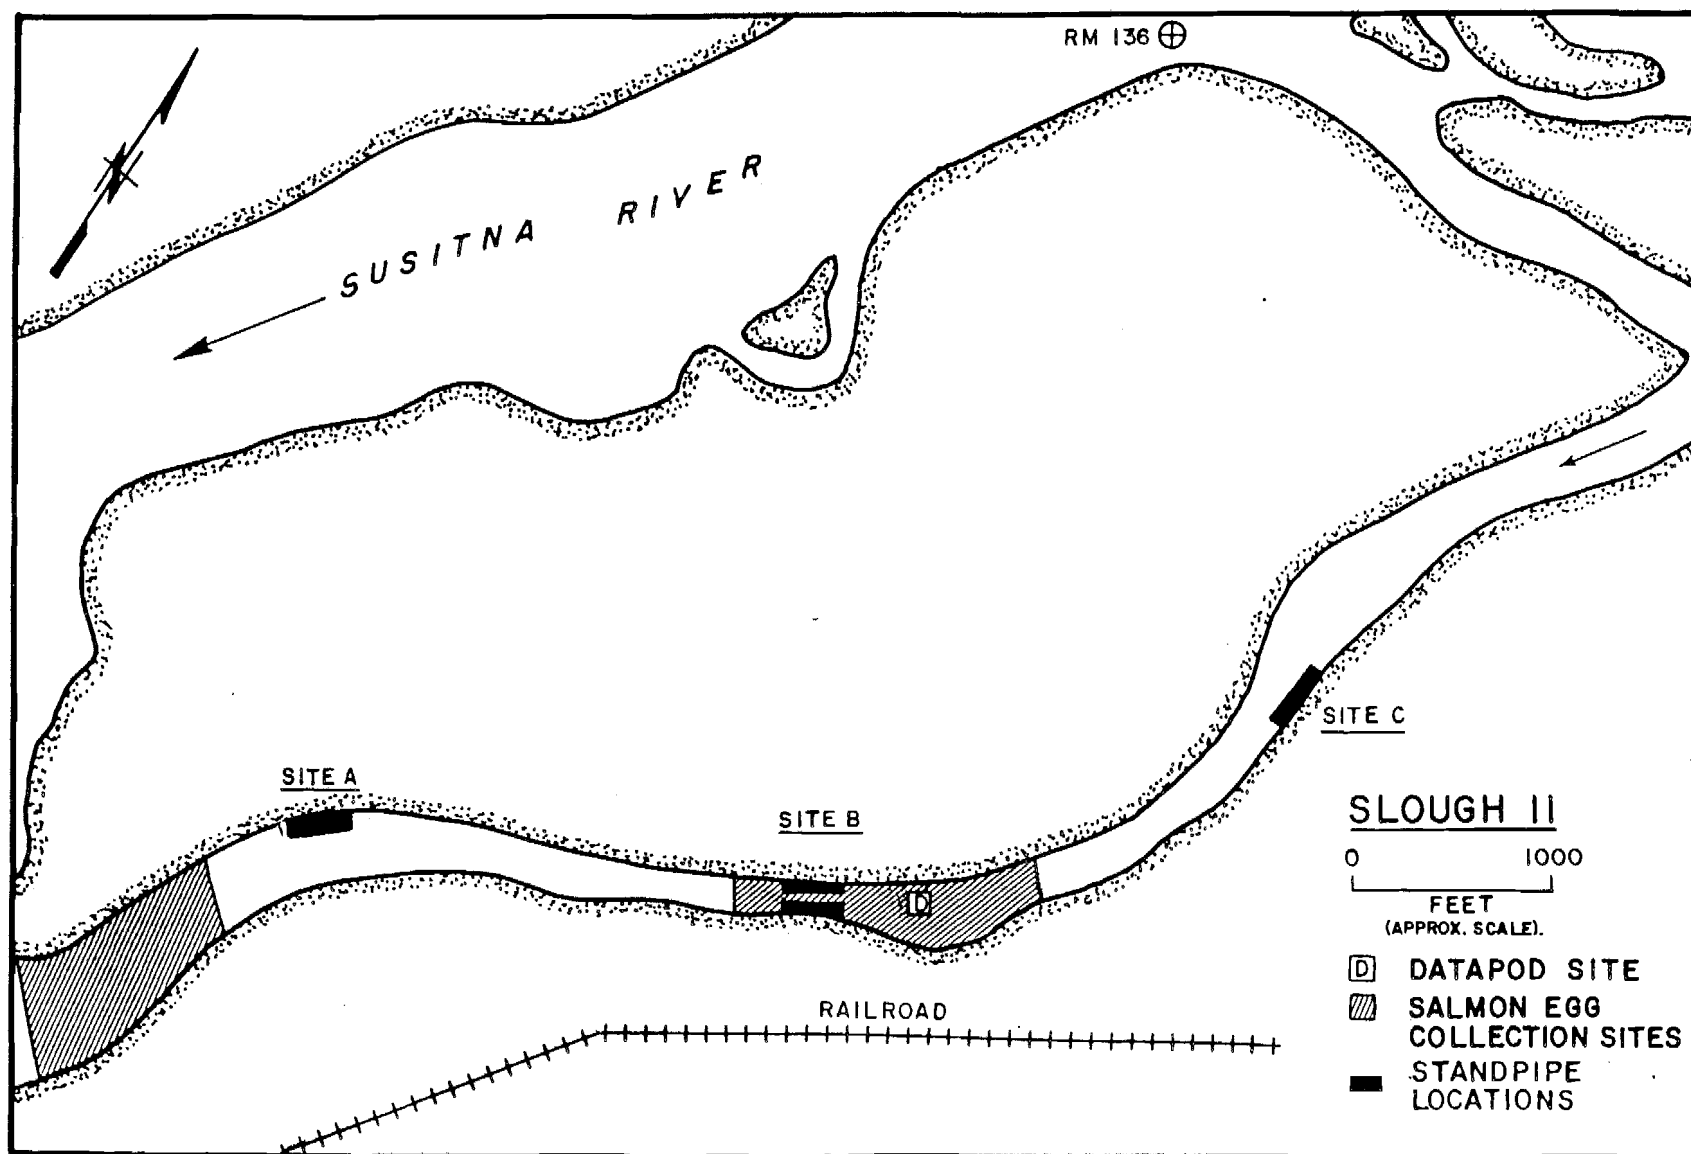 RM 136
SUSITNA RIVER
SITE A
SITE B
SITE C
SLOUGH 11
0 1000
FEET
(APPROX. SCALE).
D DATAPOD SITE
SALMON EGG
COLLECTION SITES
STANDPIPE
LOCATIONS
D
RAILROAD